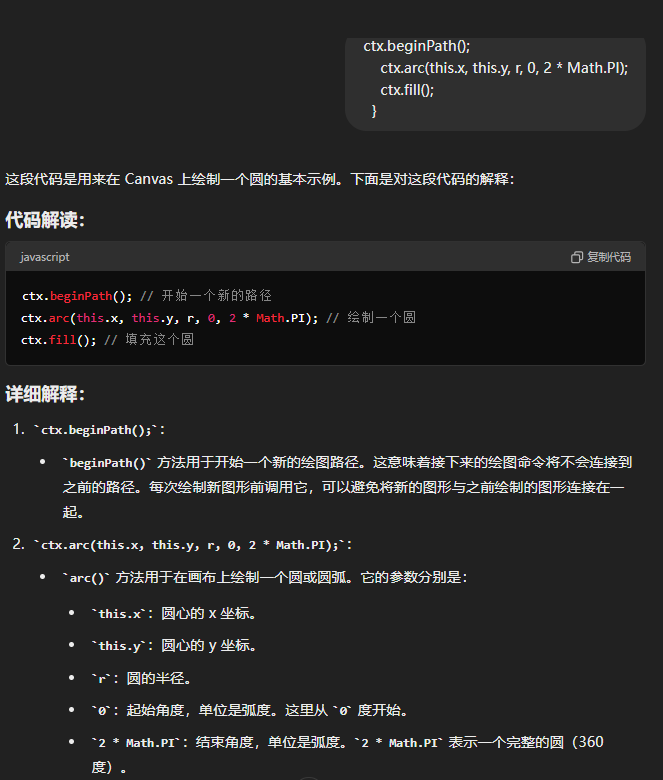 ctx.beginPath();
ctx.arc(this.x, this.y, r, 0, 2 * Math.PI);
ctx.fill();
}
这段代码是用来在 Canvas 上绘制一个圆的基本示例。下面是对这段代码的解释：
代码解读：
javascript
复制代码
ctx.beginPath(); // 开始一个新的路径
ctx.arc(this.x, this.y, r, 0, 2 * Math.PI); // 绘制一个圆
ctx.fill(); // 填充这个圆
详细解释：
1. `ctx.beginPath();`：
• `beginPath()` 方法用于开始一个新的绘图路径。这意味着接下来的绘图命令将不会连接到
之前的路径。每次绘制新图形前调用它，可以避免将新的图形与之前绘制的图形连接在一
起。
2. `ctx.arc(this.x, this.y, r, 0, 2 * Math.PI);`：
• `arc()` 方法用于在画布上绘制一个圆或圆弧。它的参数分别是：
• `this.x`：圆心的 x 坐标。
• `this.y`：圆心的 y 坐标。
• `r`：圆的半径。
• `0`：起始角度，单位是弧度。这里从 `0` 度开始。
• `2 * Math.PI`：结束角度，单位是弧度。`2 * Math.PI` 表示一个完整的圆（360
度）。